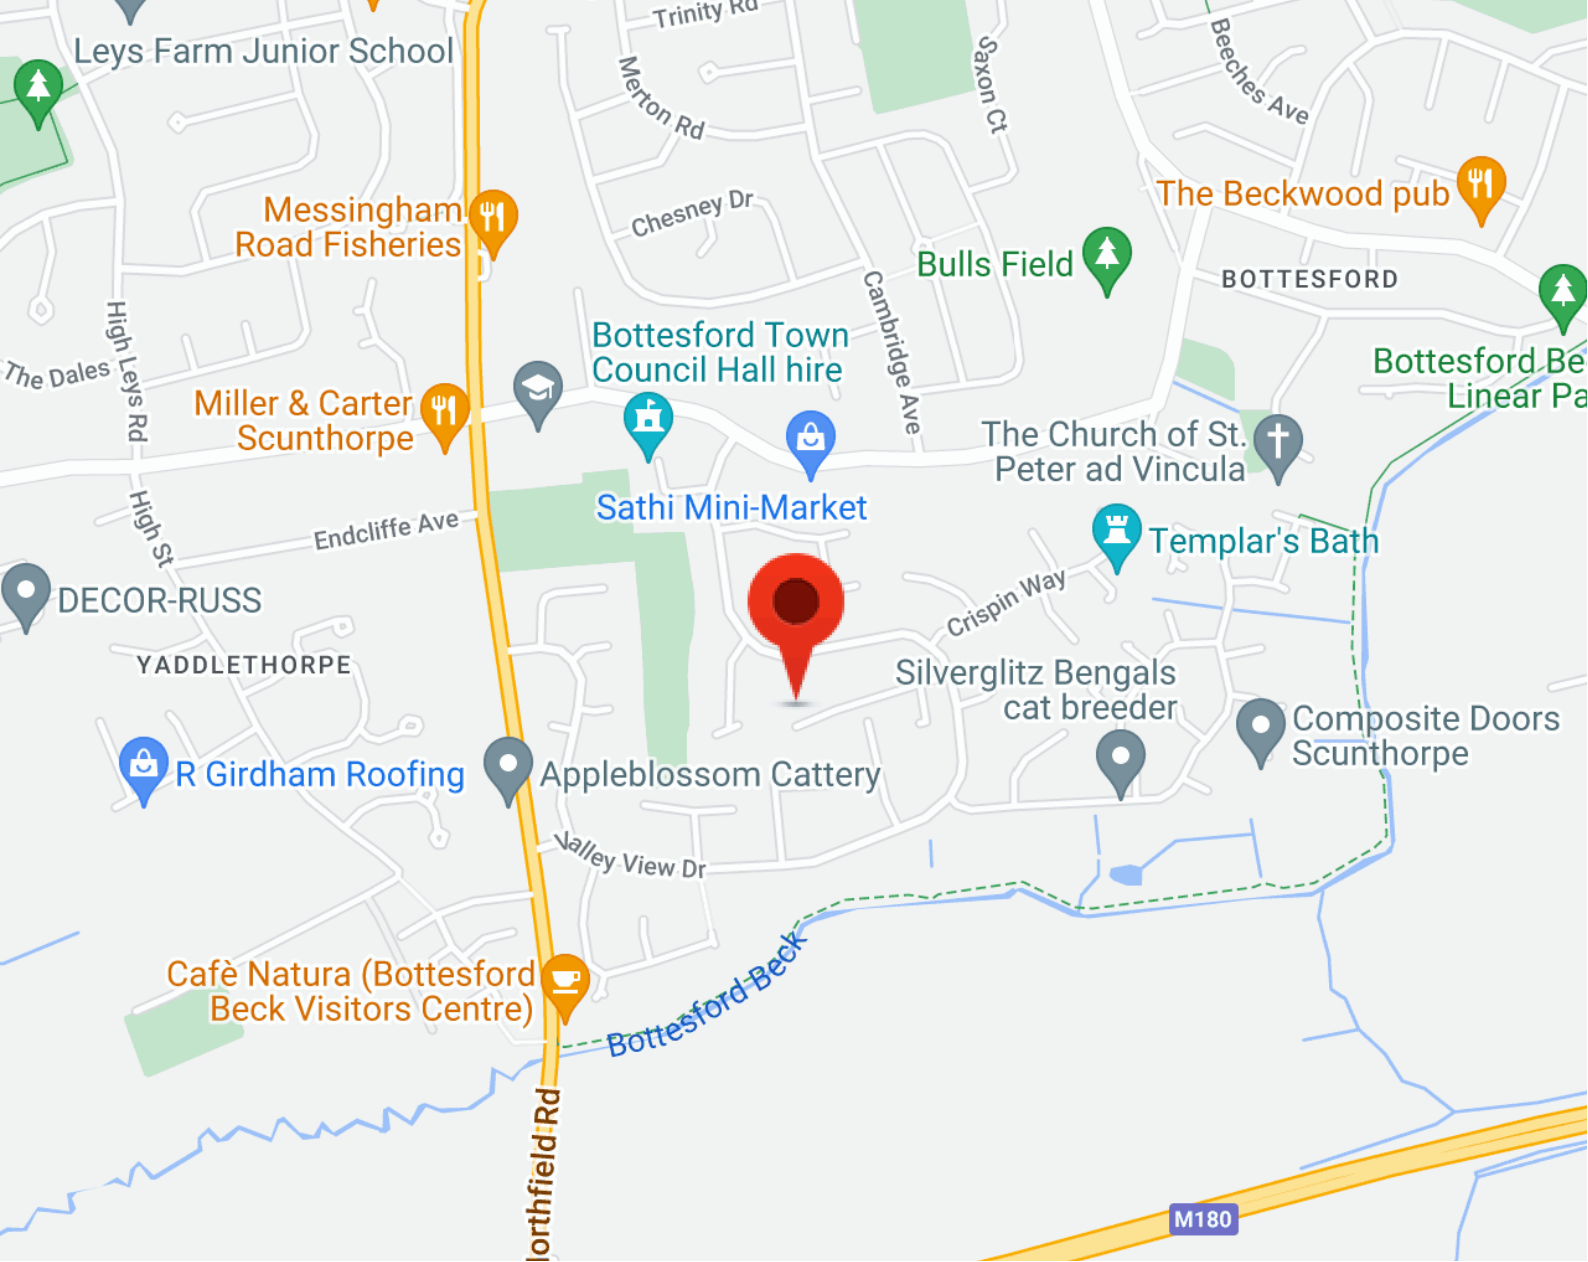 Trinity Rd
Leys Farm Junior School
Saxon Ct
Beeches Ave
Merton Rd
The Beckwood pub
Messingham
Road Fisheries
Chesney Dr
Bulls Field
BOTTESFORD
High Leys Rd
Cambridge Ave
Bottesford Town
Council Hall hire
The Dales
Bottesford Be
Linear Pa
Miller & Carter
Scunthorpe
The Church of St.
Peter ad Vincula
Sathi Mini-Market
High St
Endcliffe Ave
Templar's Bath
DECOR-RUSS
Crispin Way
YADDLETHORPE
Silverglitz Bengals
cat breeder
Composite Doors
Scunthorpe
R Girdham Roofing
Appleblossom Cattery
Valley View Dr
Cafè Natura (Bottesford
Beck Visitors Centre)
Bottesford Beck
orthfield Rd
M180